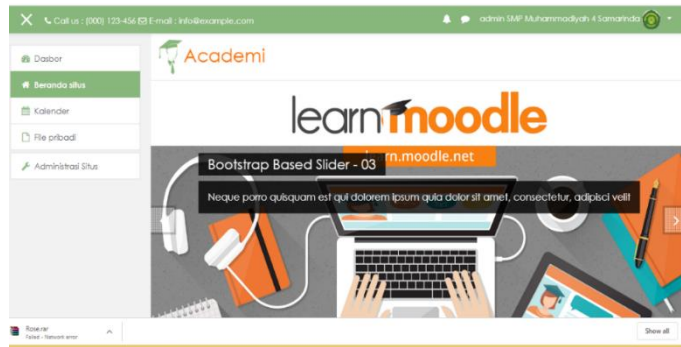 Call us : (000) 123-456 E-mail : info@example.com
admin SMP Muhammadiyah 4 Samarinda
Dasbor
Beranda situs
Kalender
File pribadi
Administrasi Situs
Academi
learn moodle
rn.moodle.net
Bootstrap Based Slider - 03
Neque porro quisquam est qui dolorem ipsum quia dolor sit amet, consectetur, adipisci velit
Rose.rar
Failed - Network error
Show all